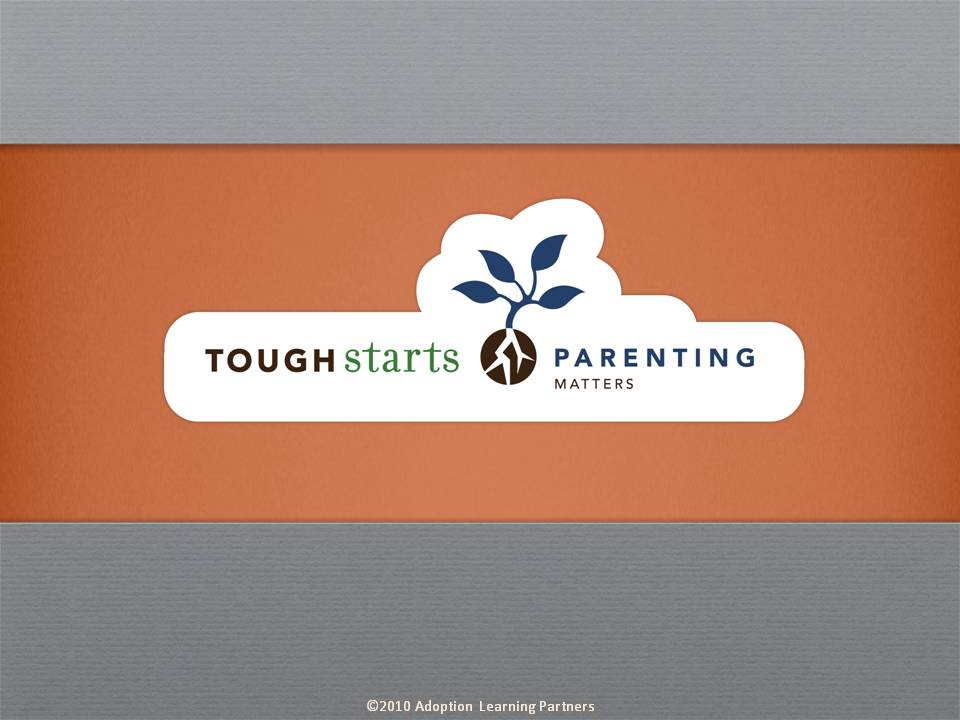 TOUGH starts PARENTING
MATTERS
©2010 Adoption Learning Partners